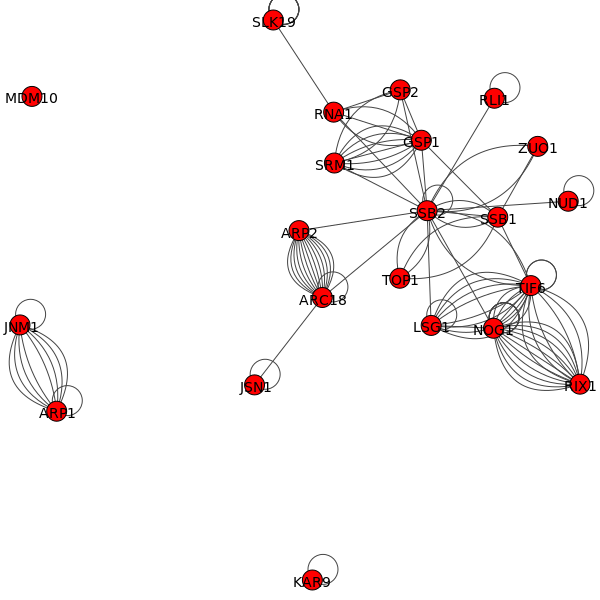 SLK19
MDM10
GSP2
RLI1
RNA1
GSP1
ZUO1
SRM1
NUD1
SSB2
SSB1
ARP2
TOP1
TIF6
ARC18
JNM1
LSG1
NOG1
JSN1
RIX1
ARP1
KAR9